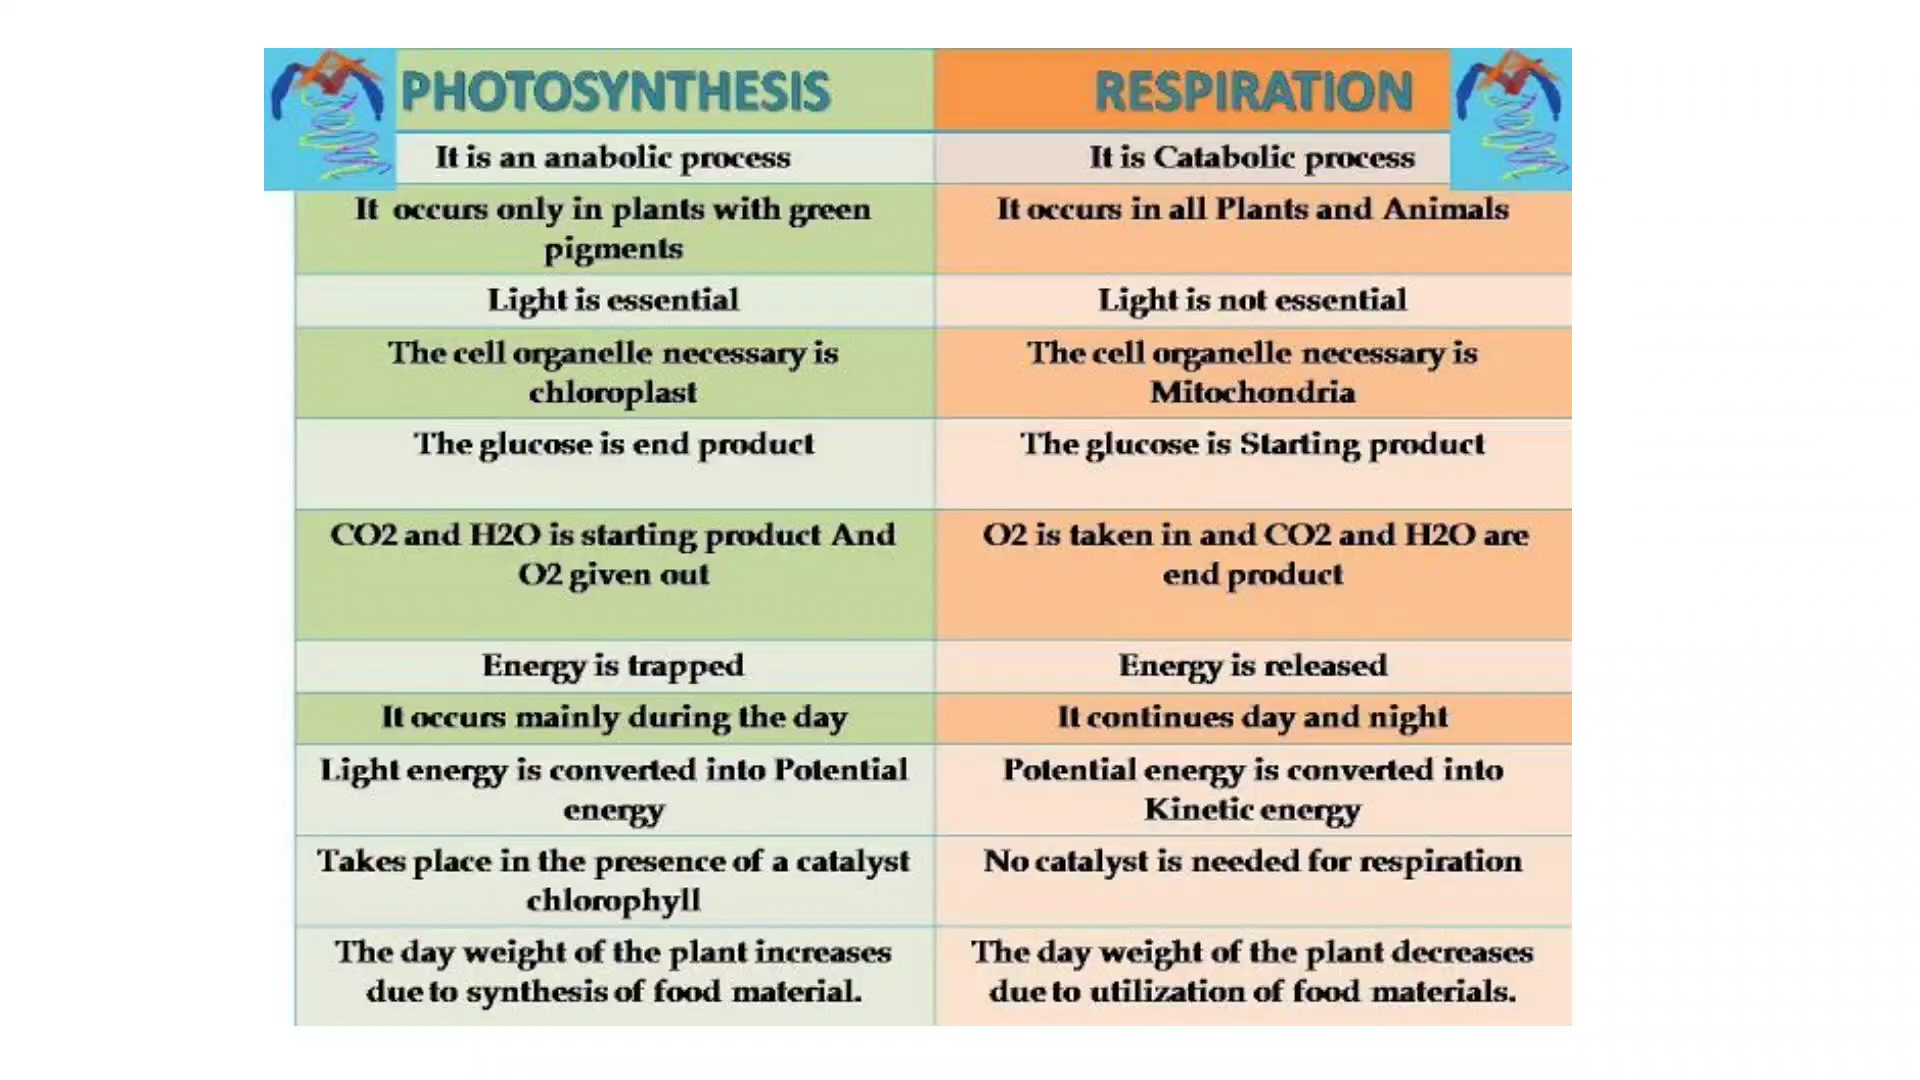 PHOTOSYNTHESIS
RESPIRATION
It is an anabolic process
It is Catabolic process
It occurs only in plants with green
pigments
It occurs in all Plants and Animals
Light is essential
Light is not essential
The cell organelle necessary is
chloroplast
The cell organelle necessary is
Mitochondria
The glucose is end product
The glucose is Starting product
CO2 and H2O is starting product And
O2 given out
O2 is taken in and CO2 and H2O are
end product
Energy is trapped
Energy is released
It occurs mainly during the day
It continues day and night
Light energy is converted into Potential
energy
Potential energy is converted into
Kinetic energy
Takes place in the presence of a catalyst
chlorophyll
No catalyst is needed for respiration
The day weight of the plant increases
due to synthesis of food material.
The day weight of the plant decreases
due to utilization of food materials.